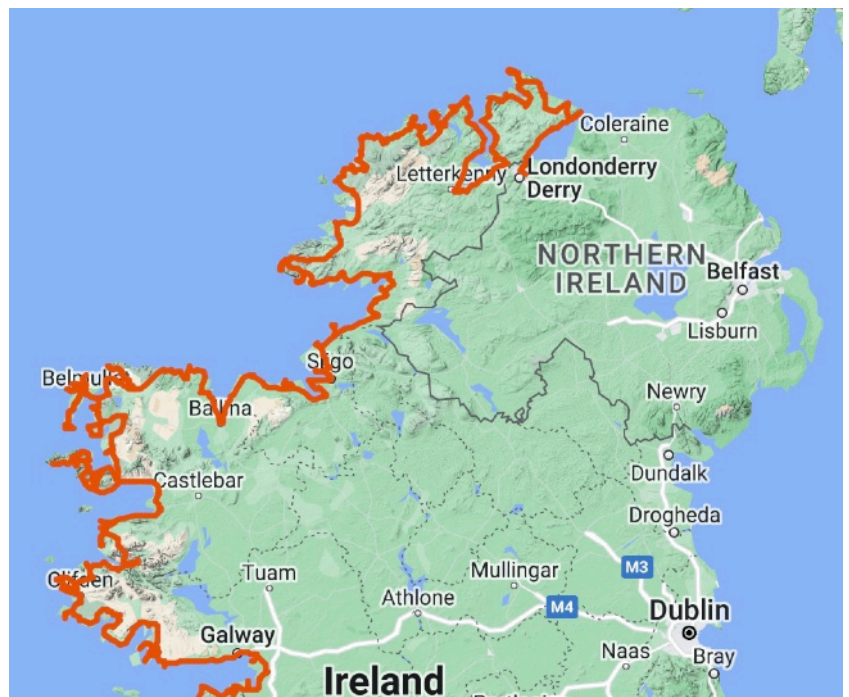 Coleraine
Londonderry
Derry
Letterkenny
NORTHERN
IRELAND
Belfast
Lisburn
Sligo
Belmullet
Ballina
Newry
Dundalk
Castlebar
Drogheda
Clifden
Tuam
Mullingar
M3
Athlone
M4
Dublin
Galway
Naas
Bray
Ireland